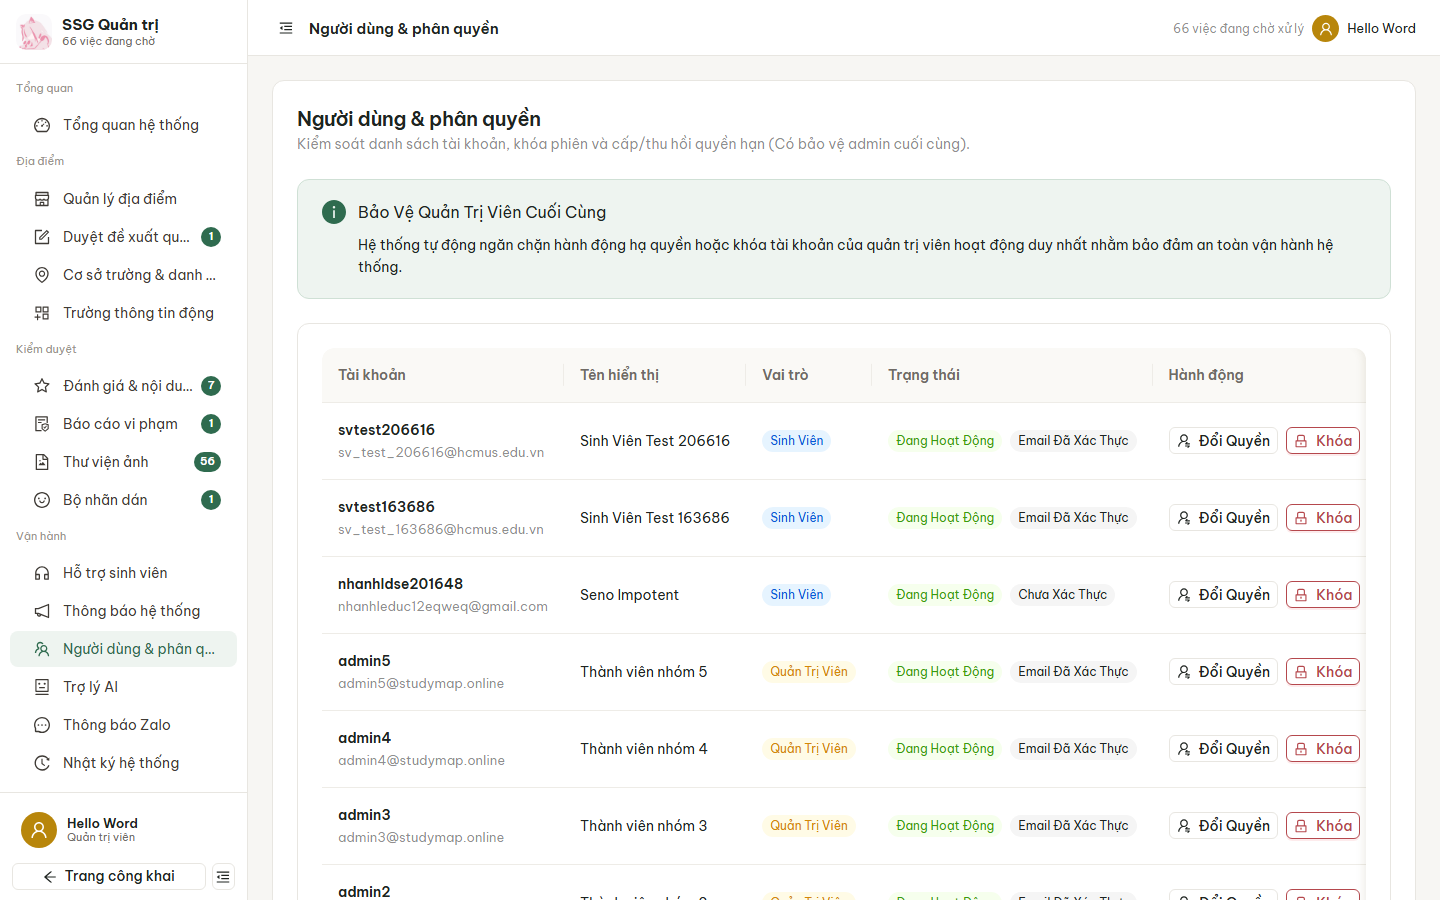 SSG Quản trị
66 việc đang chờ
Tổng quan
Tổng quan hệ thống
Địa điểm
Quản lý địa điểm
Duyệt đề xuất qu... 1
Cơ sở trường & danh ...
Trường thông tin động
Kiểm duyệt
Đánh giá & nội du... 7
Báo cáo vi phạm 1
Thư viện ảnh 56
Bộ nhãn dán 1
Vận hành
Hỗ trợ sinh viên
Thông báo hệ thống
Người dùng & phân q...
Trợ lý AI
Thông báo Zalo
Nhật ký hệ thống
Hello Word
Quản trị viên
Trang công khai
Người dùng & phân quyền
66 việc đang chờ xử lý Hello Word
Người dùng & phân quyền
Kiểm soát danh sách tài khoản, khóa phiên và cấp/thu hồi quyền hạn (Có bảo vệ admin cuối cùng).
Bảo Vệ Quản Trị Viên Cuối Cùng
Hệ thống tự động ngăn chặn hành động hạ quyền hoặc khóa tài khoản của quản trị viên hoạt động duy nhất nhằm bảo đảm an toàn vận hành hệ
thống.
Tài khoản Tên hiển thị Vai trò Trạng thái Hành động
svtest206616
sv_test_206616@hcmus.edu.vn
Sinh Viên Test 206616 Sinh Viên Đang Hoạt Động Email Đã Xác Thực Đổi Quyền Khóa
svtest163686
sv_test_163686@hcmus.edu.vn
Sinh Viên Test 163686 Sinh Viên Đang Hoạt Động Email Đã Xác Thực Đổi Quyền Khóa
nhanhldse201648
nhanhleduc12eqweq@gmail.com
Seno Impotent Sinh Viên Đang Hoạt Động Chưa Xác Thực Đổi Quyền Khóa
admin5
admin5@studymap.online
Thành viên nhóm 5 Quản Trị Viên Đang Hoạt Động Email Đã Xác Thực Đổi Quyền Khóa
admin4
admin4@studymap.online
Thành viên nhóm 4 Quản Trị Viên Đang Hoạt Động Email Đã Xác Thực Đổi Quyền Khóa
admin3
admin3@studymap.online
Thành viên nhóm 3 Quản Trị Viên Đang Hoạt Động Email Đã Xác Thực Đổi Quyền Khóa
admin2